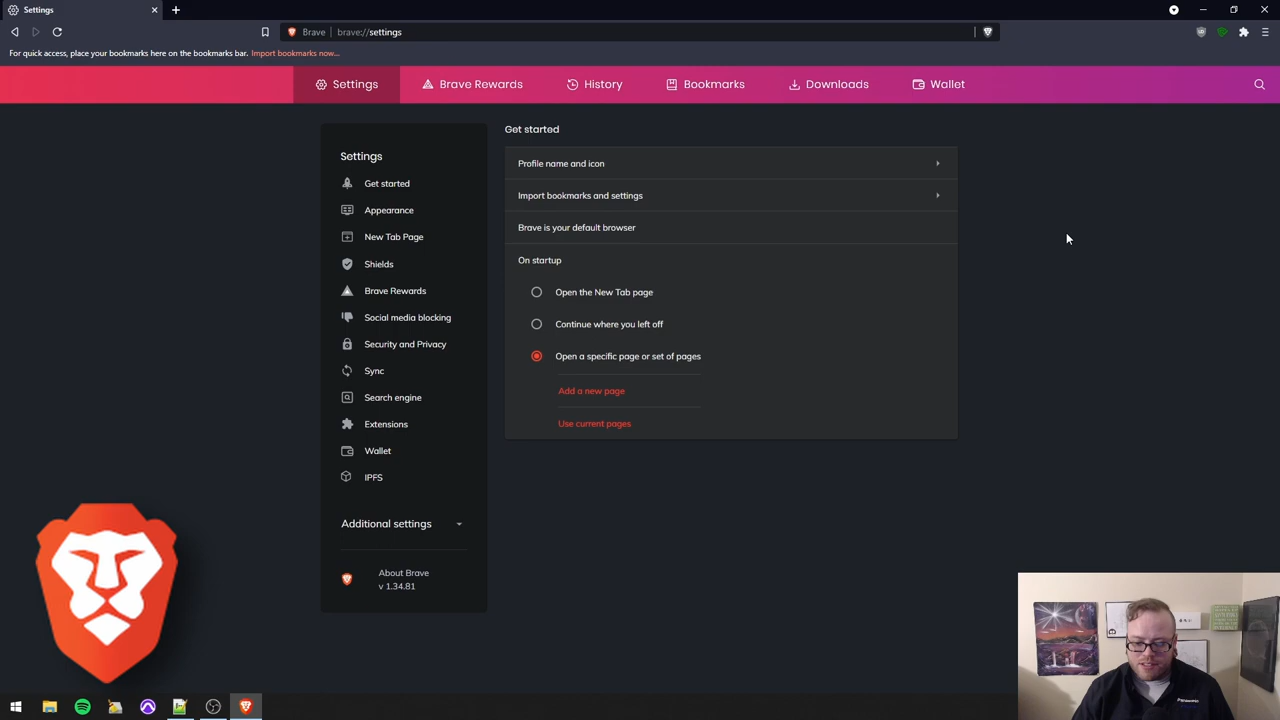 Settings
Brave
brave://settings
For quick access, place your bookmarks here on the bookmarks bar. Import bookmarks now...
Settings
Brave Rewards
History
Bookmarks
Downloads
Wallet
Settings
Get started
Appearance
New Tab Page
Shields
Brave Rewards
Social media blocking
Security and Privacy
Sync
Search engine
Extensions
Wallet
IPFS
Additional settings
About Brave
v 1.34.81
Get started
Profile name and icon
Import bookmarks and settings
Brave is your default browser
On startup
Open the New Tab page
Continue where you left off
Open a specific page or set of pages
Add a new page
Use current pages
Panasonic